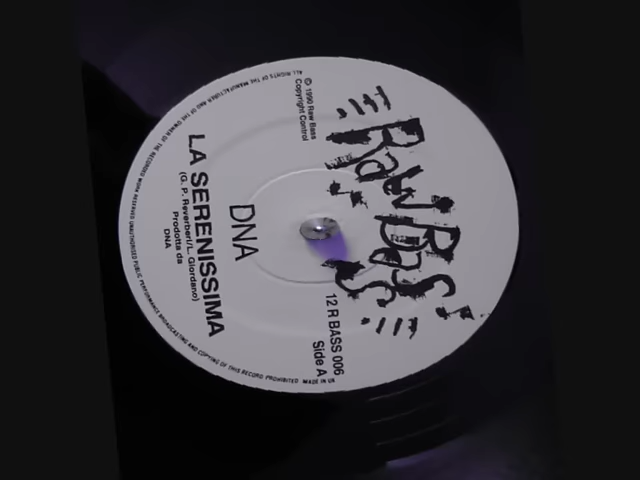 Raw Bass
℗ 1990 Raw Bass
Copyright Control
12 R BASS 006
Side A
DNA
LA SERENISSIMA
(G. P. Reverberi/L. Giordano)
Prodotta da
DNA
ALL RIGHTS OF THE MANUFACTURER AND OF THE OWNER OF THE RECORDED WORK RESERVED UNAUTHORISED PUBLIC PERFORMANCE BROADCASTING AND COPYING OF THIS RECORD PROHIBITED MADE IN UK